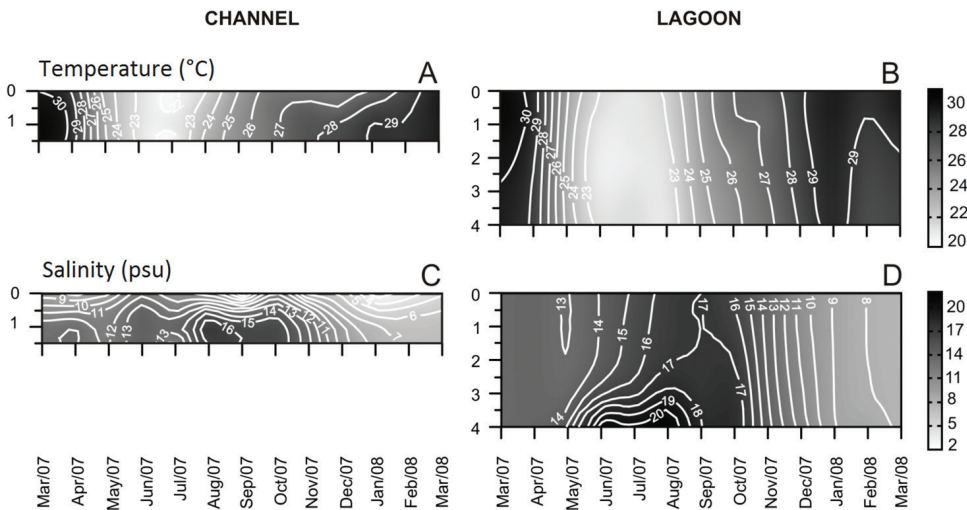 CHANNEL LAGOON
Temperature (°C) A B
0 1
30 29 28 27 26 25 24 23 22 23 24 25 26 27 28 29
0 1 2 3 4
30 29 28 27 26 25 24 23 23 24 25 26 27 28 29 29
30 28 26 24 22 20
Salinity (psu) C D
0 1
9 10 11 12 13 13 16 15 14 13 12 11 6 7
0 1 2 3 4
13 14 14 15 16 17 17 17 18 19 20 16 15 14 13 12 11 10 9 8
20 17 14 11 8 5 2
Mar/07 Apr/07 May/07 Jun/07 Jul/07 Aug/07 Sep/07 Oct/07 Nov/07 Dec/07 Jan/08 Feb/08 Mar/08
Mar/07 Apr/07 May/07 Jun/07 Jul/07 Aug/07 Sep/07 Oct/07 Nov/07 Dec/07 Jan/08 Feb/08 Mar/08